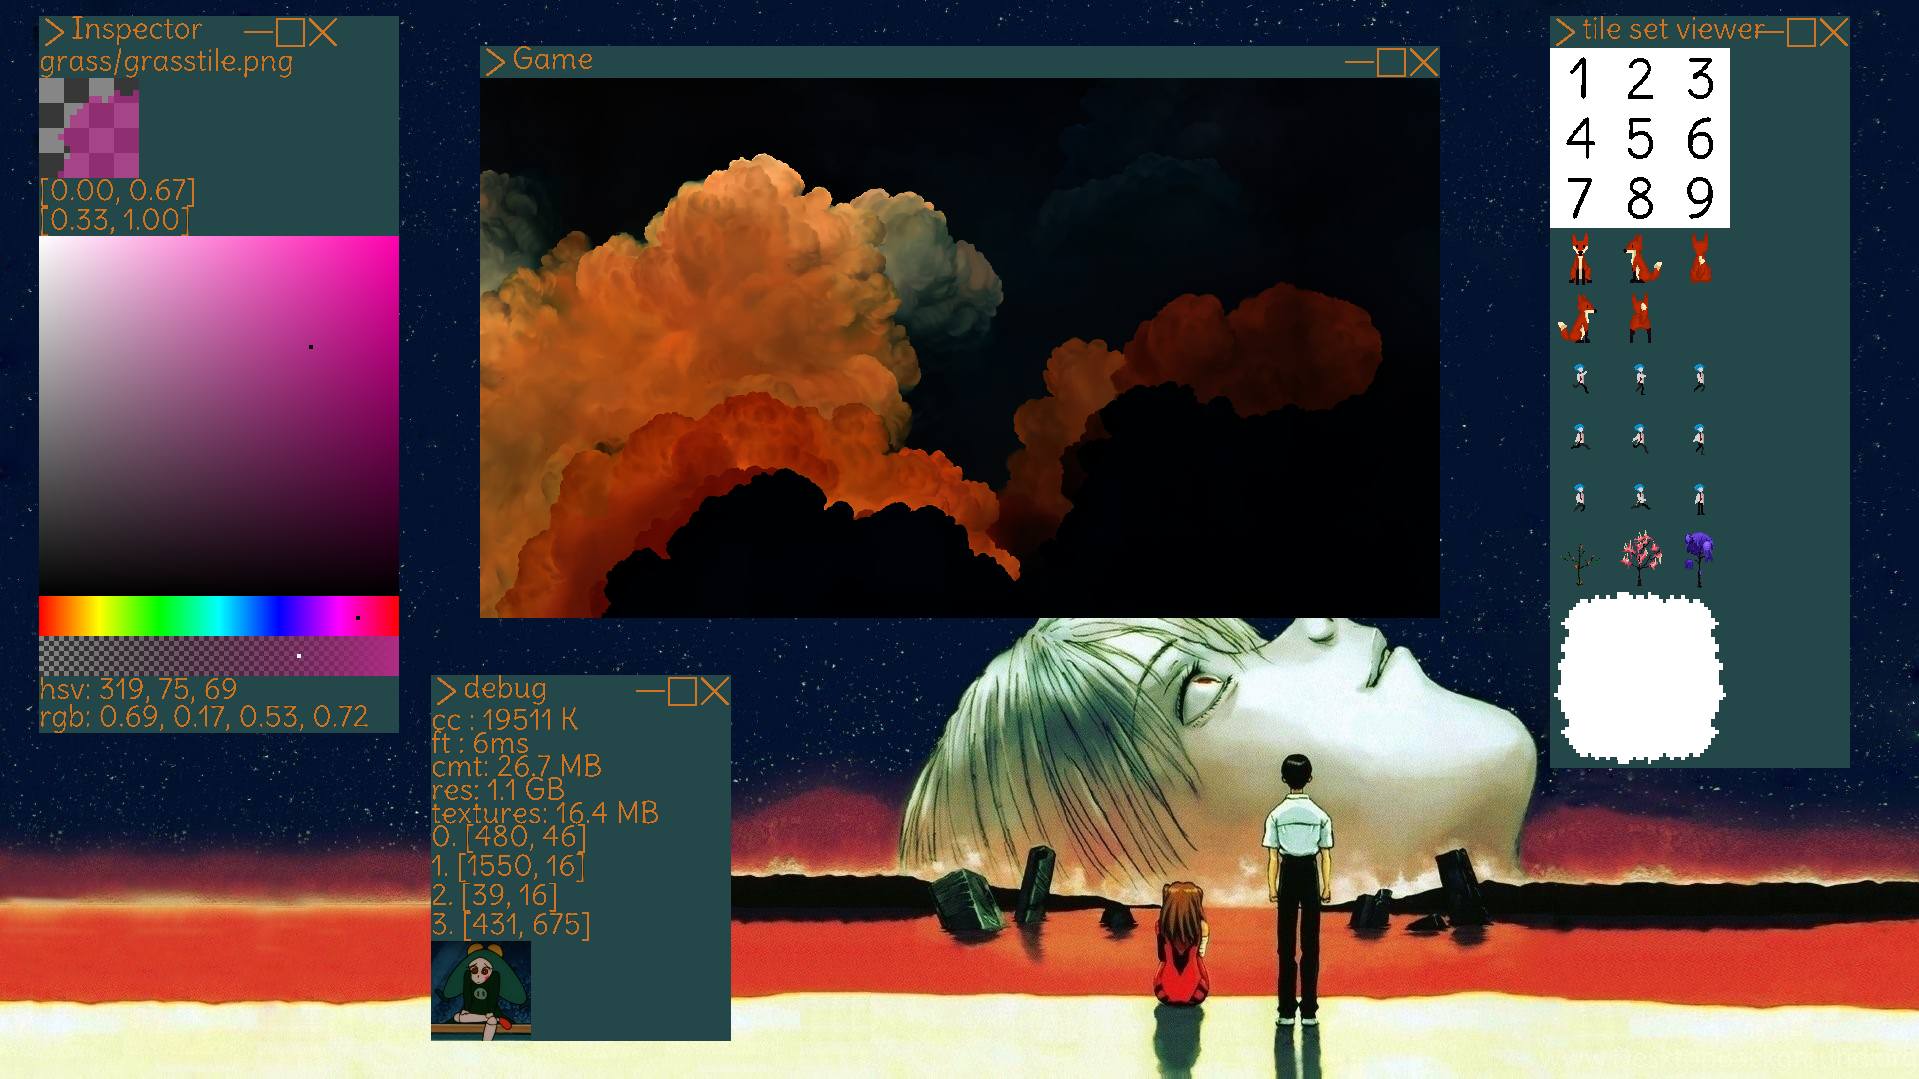 Inspector
grass/grasstile.png
[0.00, 0.67]
[0.33, 1.00]
hsv: 319, 75, 69
rgb: 0.69, 0.17, 0.53, 0.72
Game
debug
cc : 19511 K
ft : 6ms
cmt: 26.7 MB
res: 1.1 GB
textures: 16.4 MB
0. [480, 46]
1. [1550, 16]
2. [39, 16]
3. [431, 675]
tile set viewer
1 2 3
4 5 6
7 8 9